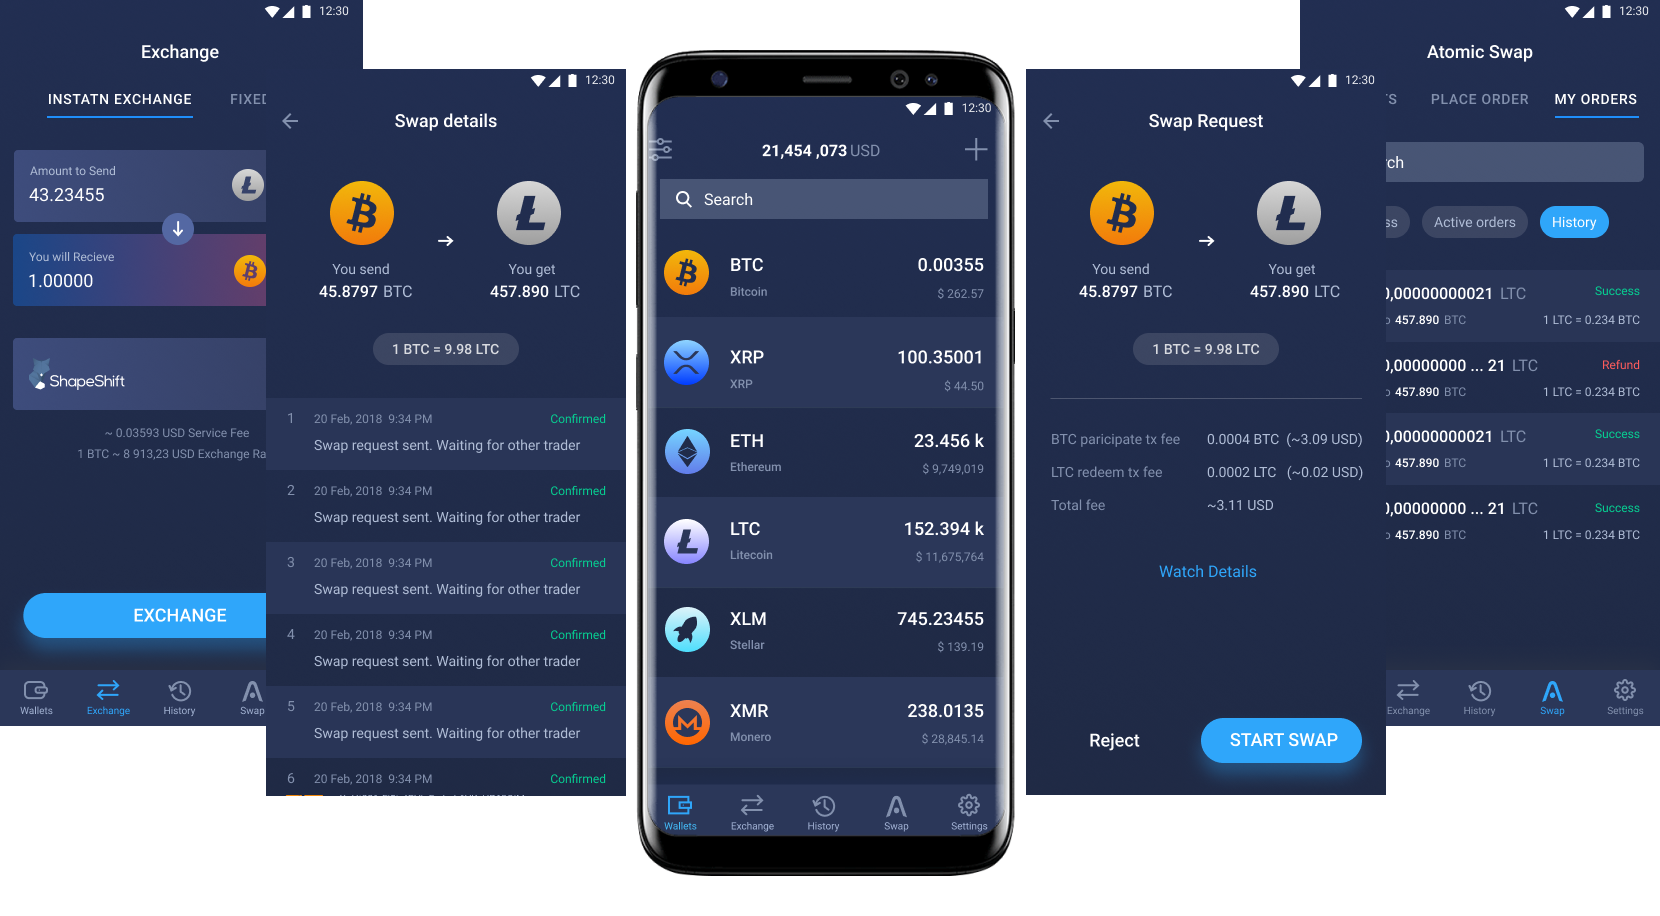 12:30
Exchange
INSTATN EXCHANGE
FIXED
Amount to Send
43.23455
You will Recieve
1.00000
ShapeShift
~ 0.03593 USD Service Fee
1 BTC ~ 8 913,23 USD Exchange Ra
EXCHANGE
Wallets Exchange History Swap
12:30
Swap details
You send You get
45.8797 BTC 457.890 LTC
1 BTC = 9.98 LTC
1 20 Feb, 2018 9:34 PM Confirmed
Swap request sent. Waiting for other trader
2 20 Feb, 2018 9:34 PM Confirmed
Swap request sent. Waiting for other trader
3 20 Feb, 2018 9:34 PM Confirmed
Swap request sent. Waiting for other trader
4 20 Feb, 2018 9:34 PM Confirmed
Swap request sent. Waiting for other trader
5 20 Feb, 2018 9:34 PM Confirmed
Swap request sent. Waiting for other trader
6 20 Feb, 2018 9:34 PM Confirmed
12:30
21,454 ,073 USD
Search
BTC 0.00355
Bitcoin $ 262.57
XRP 100.35001
XRP $ 44.50
ETH 23.456 k
Ethereum $ 9,749,019
LTC 152.394 k
Litecoin $ 11,675,764
XLM 745.23455
Stellar $ 139.19
XMR 238.0135
Monero $ 28,845.14
Wallets Exchange History Swap Settings
12:30
Swap Request
You send You get
45.8797 BTC 457.890 LTC
1 BTC = 9.98 LTC
BTC paricipate tx fee 0.0004 BTC (~3.09 USD)
LTC redeem tx fee 0.0002 LTC (~0.02 USD)
Total fee ~3.11 USD
Watch Details
Reject START SWAP
12:30
Atomic Swap
TS PLACE ORDER MY ORDERS
rch
ss Active orders History
0,00000000021 LTC Success
o 457.890 BTC 1 LTC = 0.234 BTC
0,00000000 ... 21 LTC Refund
o 457.890 BTC 1 LTC = 0.234 BTC
0,00000000021 LTC Success
o 457.890 BTC 1 LTC = 0.234 BTC
0,00000000 ... 21 LTC Success
o 457.890 BTC 1 LTC = 0.234 BTC
Exchange History Swap Settings